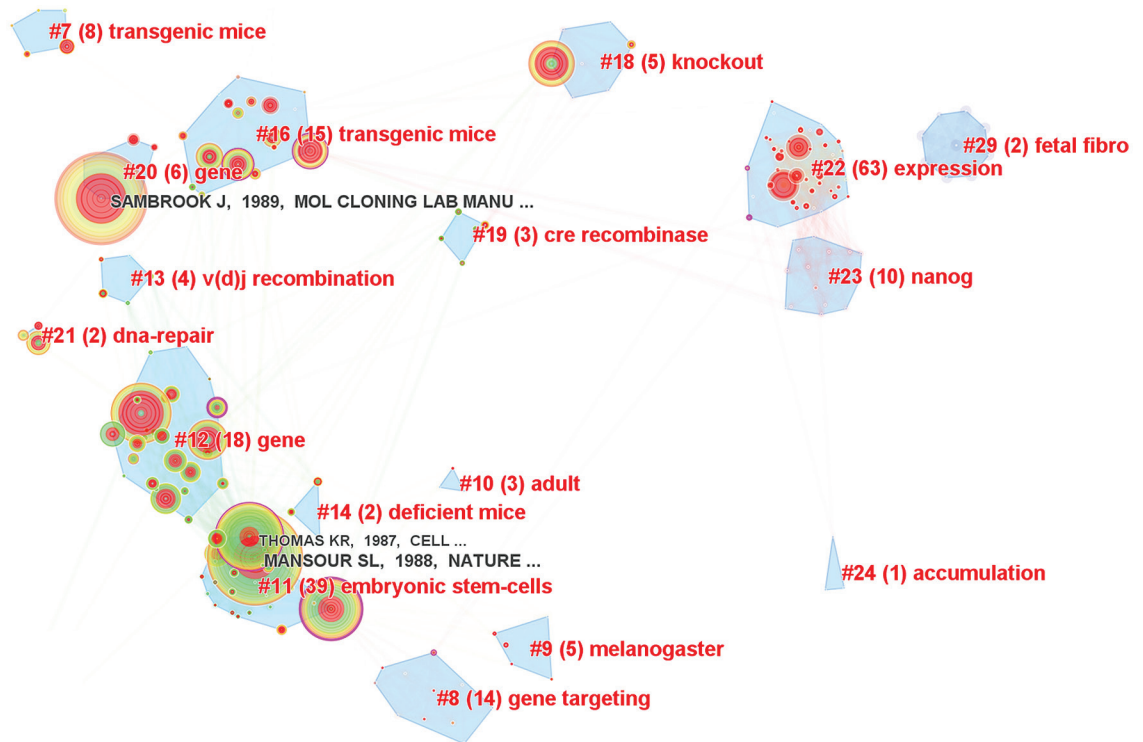 #7 (8) transgenic mice
#18 (5) knockout
#16 (15) transgenic mice
#29 (2) fetal fibro
#20 (6) gene
#22 (63) expression
SAMBROOK J, 1989, MOL CLONING LAB MANU ...
#19 (3) cre recombinase
#13 (4) v(d)j recombination
#23 (10) nanog
#21 (2) dna-repair
#12 (18) gene
#10 (3) adult
#14 (2) deficient mice
THOMAS KR, 1987, CELL ...
MANSOUR SL, 1988, NATURE ...
#24 (1) accumulation
#11 (39) embryonic stem-cells
#9 (5) melanogaster
#8 (14) gene targeting